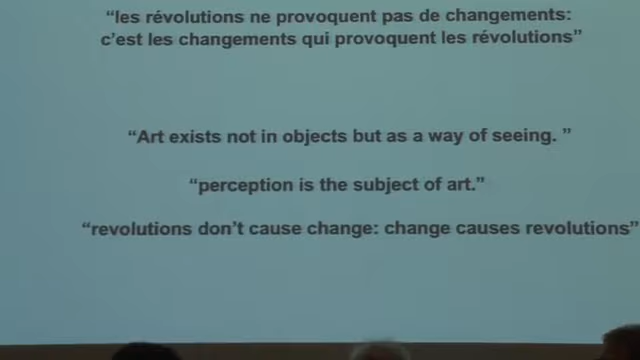 “les révolutions ne provoquent pas de changements:
c’est les changements qui provoquent les révolutions”
“Art exists not in objects but as a way of seeing. ”
“perception is the subject of art.”
“revolutions don’t cause change: change causes revolutions”